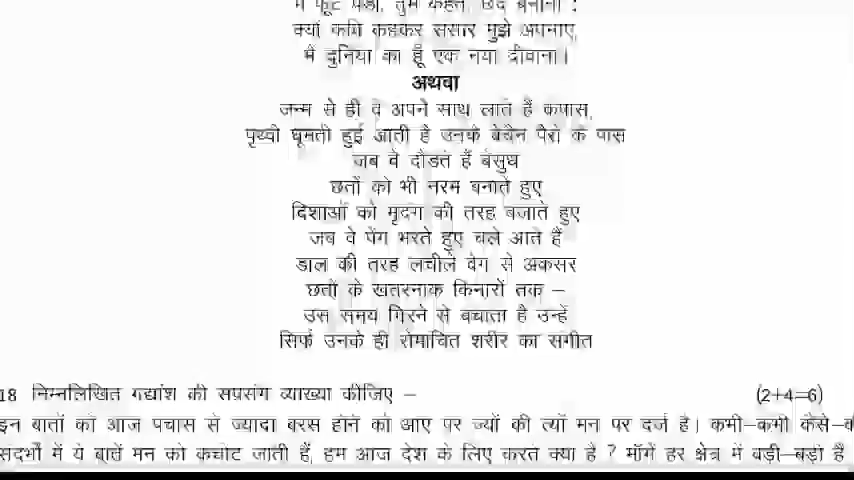 में फूट पड़ा, तुम कहते, छंद बनाना ;
क्यों कवि कहकर संसार मुझे अपनाए,
मैं दुनिया का हूँ एक नया दीवाना।
अथवा
जन्म से ही वे अपने साथ लाते हैं कपास,
पृथ्वी घूमती हुई आती है उनके बेचैन पैरों के पास
जब वे दौड़ते हैं बेसुध
छतों को भी नरम बनाते हुए
दिशाओं को मृदंग की तरह बजाते हुए
जब वे पेंग भरते हुए चले आते हैं
डाल की तरह लचीले वेग से अकसर
छतों के खतरनाक किनारों तक –
उस समय गिरने से बचाता है उन्हें
सिर्फ उनके ही रोमांचित शरीर का संगीत
18 निम्नलिखित गद्यांश की सप्रसंग व्याख्या कीजिए – (2+4=6)
इन बातों को आज पचास से ज्यादा बरस होने को आए पर ज्यों की त्यों मन पर दर्ज है। कभी–कभी कैसे–
संदर्भों में ये बातें मन को कचोट जाती हैं, हम आज देश के लिए करते क्या है ? माँगें हर क्षेत्र में बड़ी–बड़ी हैं